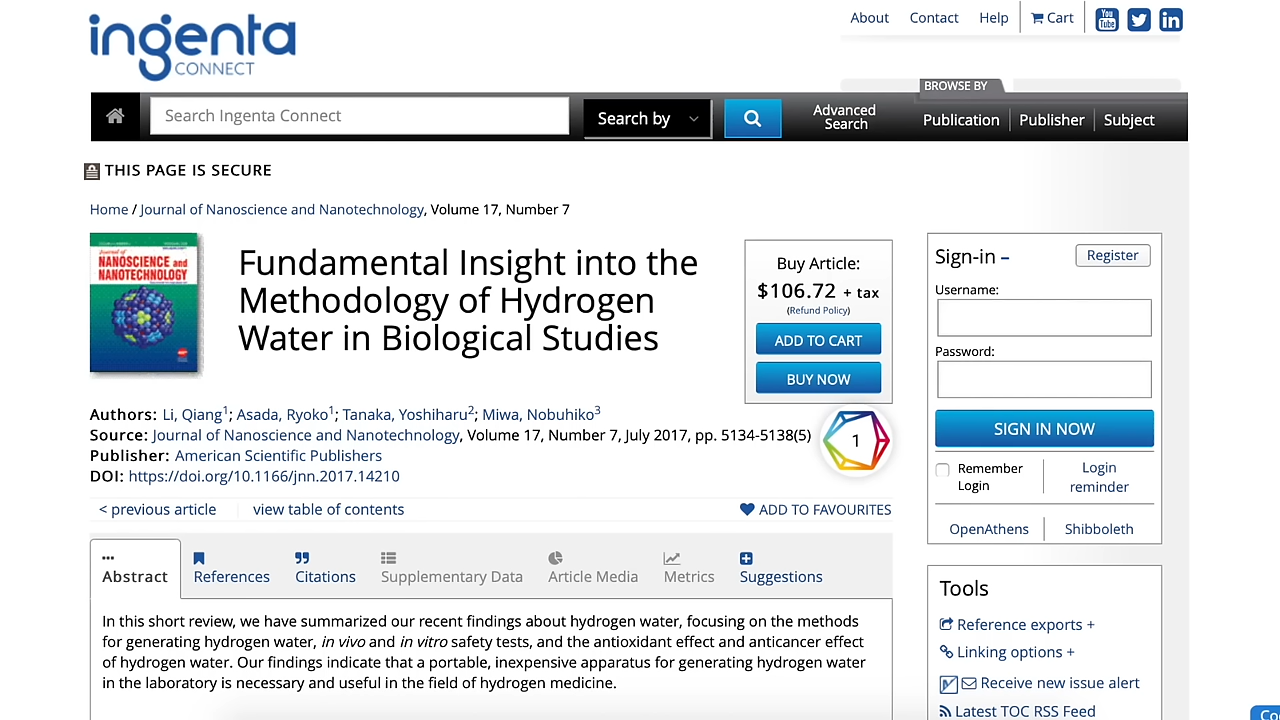 ingenta
CONNECT
About Contact Help Cart You Tube
BROWSE BY
Search Ingenta Connect Search by Advanced Search Publication Publisher Subject
THIS PAGE IS SECURE
Home / Journal of Nanoscience and Nanotechnology, Volume 17, Number 7
Journal of
NANOSCIENCE and
NANOTECHNOLOGY
Fundamental Insight into the
Methodology of Hydrogen
Water in Biological Studies
Buy Article:
$106.72 + tax
(Refund Policy)
ADD TO CART
BUY NOW
Authors: Li, Qiang1; Asada, Ryoko1; Tanaka, Yoshiharu2; Miwa, Nobuhiko3
Source: Journal of Nanoscience and Nanotechnology, Volume 17, Number 7, July 2017, pp. 5134-5138(5)
Publisher: American Scientific Publishers
DOI: https://doi.org/10.1166/jnn.2017.14210
1
< previous article view table of contents ADD TO FAVOURITES
Abstract References Citations Supplementary Data Article Media Metrics Suggestions
In this short review, we have summarized our recent findings about hydrogen water, focusing on the methods
for generating hydrogen water, in vivo and in vitro safety tests, and the antioxidant effect and anticancer effect
of hydrogen water. Our findings indicate that a portable, inexpensive apparatus for generating hydrogen water
in the laboratory is necessary and useful in the field of hydrogen medicine.
Sign-in – Register
Username:
Password:
SIGN IN NOW
Remember Login Login reminder
OpenAthens Shibboleth
Tools
Reference exports +
Linking options +
Receive new issue alert
Latest TOC RSS Feed
Co